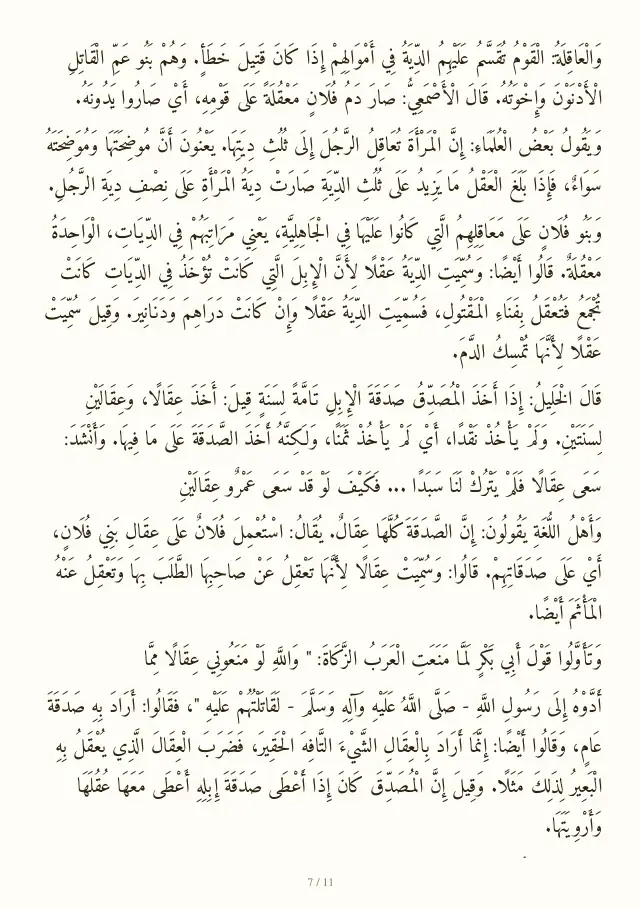 وَالْعَاقِلَةُ: الْقَوْمُ تُقَسَّمُ عَلَيْهِمُ الدِّيَةُ فِي أَمْوَالِهِمْ إِذَا كَانَ قَتِيلَ خَطَأٍ. وَهُمْ بَنُو عَمِّ الْقَاتِلِ
الْأَدْنَوْنَ وَإِخْوَتُهُ. قَالَ الْأَصْمَعِيُّ: صَارَ دَمُ فُلَانٍ مَعْقُلَةً عَلَى قَوْمِهِ، أَيْ صَارُوا يَدُونَهُ.
وَيَقُولُ بَعْضُ الْعُلَمَاءِ: إِنَّ الْمَرْأَةَ تُعَاقِلُ الرَّجُلَ إِلَى ثُلُثِ دِيَتِهَا. يَعْنُونَ أَنَّ مُوضِحَتَهَا وَمُوضِحَتَهُ
سَوَاءٌ، فَإِذَا بَلَغَ الْعَقْلُ مَا يَزِيدُ عَلَى ثُلُثِ الدِّيَةِ صَارَتْ دِيَةُ الْمَرْأَةِ عَلَى نِصْفِ دِيَةِ الرَّجُلِ.
وَبَنُو فُلَانٍ عَلَى مَعَاقِلِهِمُ الَّتِي كَانُوا عَلَيْهَا فِي الْجَاهِلِيَّةِ، يَعْنِي مَرَاتِبَهُمْ فِي الدِّيَاتِ، الْوَاحِدَةُ
مَعْقُلَةٌ. قَالُوا أَيْضًا: وَسُمِّيَتِ الدِّيَةُ عَقْلًا لِأَنَّ الْإِبِلَ الَّتِي كَانَتْ تُؤْخَذُ فِي الدِّيَاتِ كَانَتْ
تُجْمَعُ فَتُعْقَلُ بِفَنَاءِ الْمَقْتُولِ، فَسُمِّيَتِ الدِّيَةُ عَقْلًا وَإِنْ كَانَتْ دَرَاهِمَ وَدَنَانِيرَ. وَقِيلَ سُمِّيَتْ
عَقْلًا لِأَنَّهَا تُمْسِكُ الدَّمَ.
قَالَ الْخَلِيلُ: إِذَا أَخَذَ الْمُصَدِّقُ صَدَقَةَ الْإِبِلِ تَامَّةً لِسَنَةٍ قِيلَ: أَخَذَ عِقَالًا، وَعِقَالَيْنِ
لِسَنَتَيْنِ. وَلَمْ يَأْخُذْ نَقْدًا، أَيْ لَمْ يَأْخُذْ ثَمَنًا، وَلَكِنَّهُ أَخَذَ الصَّدَقَةَ عَلَى مَا فِيهَا. وَأَنْشَدَ:
سَعَى عِقَالًا فَلَمْ يَتْرُكْ لَنَا سَبَدًا ... فَكَيْفَ لَوْ قَدْ سَعَى عَمْرٌو عِقَالَيْنِ
وَأَهْلُ اللُّغَةِ يَقُولُونَ: إِنَّ الصَّدَقَةَ كُلَّهَا عِقَالٌ. يُقَالُ: اسْتُعْمِلَ فُلَانٌ عَلَى عِقَالِ بَنِي فُلَانٍ،
أَيْ عَلَى صَدَقَاتِهِمْ. قَالُوا: وَسُمِّيَتْ عِقَالًا لِأَنَّهَا تَعْقِلُ عَنْ صَاحِبِهَا الطَّلَبَ بِهَا وَتَعْقِلُ عَنْهُ
الْمَأْثَمَ أَيْضًا.
وَتَأَوَّلُوا قَوْلَ أَبِي بَكْرٍ لَمَّا مَنَعَتِ الْعَرَبُ الزَّكَاةَ: " وَاللَّهِ لَوْ مَنَعُونِي عِقَالًا مِمَّا
أَدَّوْهُ إِلَى رَسُولِ اللَّهِ - صَلَّى اللَّهُ عَلَيْهِ وَآلِهِ وَسَلَّمَ - لَقَاتَلْتُهُمْ عَلَيْهِ "، فَقَالُوا: أَرَادَ بِهِ صَدَقَةَ
عَامٍ، وَقَالُوا أَيْضًا: إِنَّمَا أَرَادَ بِالْعِقَالِ الشَّيْءَ التَّافِهَ الْحَقِيرَ، فَضَرَبَ الْعِقَالَ الَّذِي يُعْقَلُ بِهِ
الْبَعِيرُ لِذَلِكَ مَثَلًا. وَقِيلَ إِنَّ الْمُصَدِّقَ كَانَ إِذَا أَعْطَى صَدَقَةَ إِبِلِهِ أَعْطَى مَعَهَا عُقُلَهَا
وَأَرْوِيَتَهَا.
7 / 11